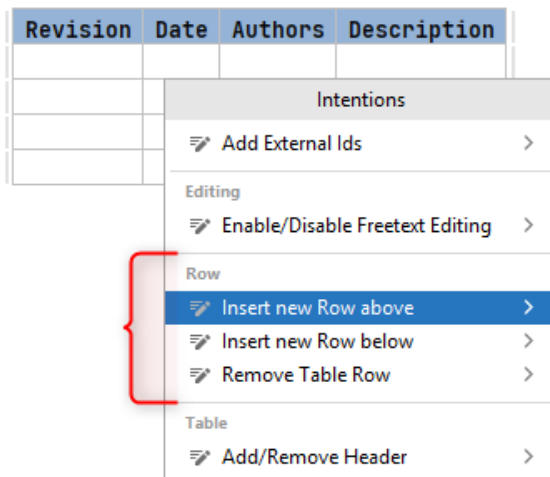 Revision Date Authors Description
Intentions
Add External Ids
Editing
Enable/Disable Freetext Editing
Row
Insert new Row above
Insert new Row below
Remove Table Row
Table
Add/Remove Header